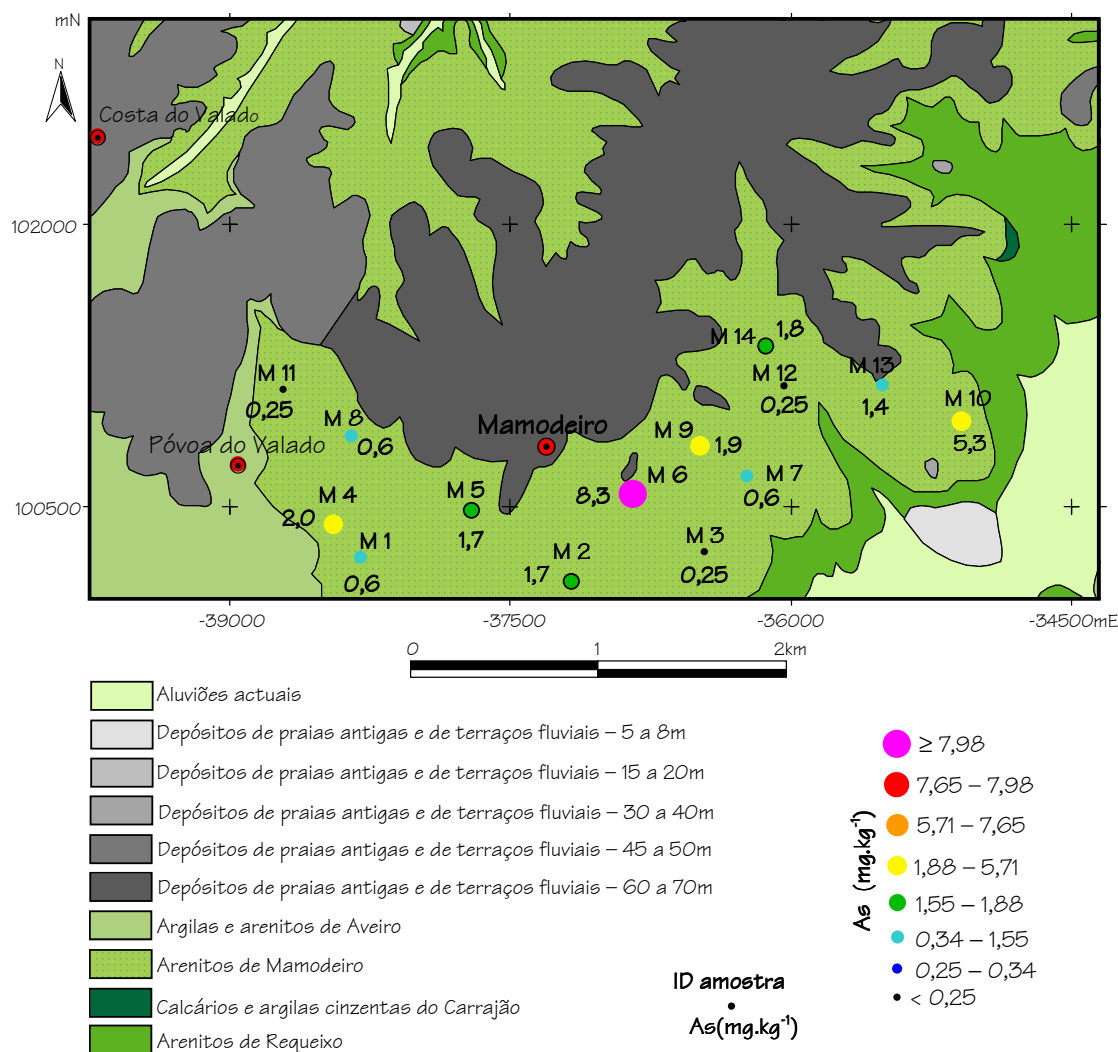 mN
N
Costa do Valado
102000
M 14 1,8
M 11
0,25
M 12
0,25
M 13
1,4
M 10
5,3
M 8
0,6
Mamodeiro
Póvoa do Valado
M 9 1,9
M 6
8,3
M 7
0,6
100500
M 4
2,0
M 5
1,7
M 1
0,6
M 2
1,7
M 3
0,25
-39000 -37500 -36000 -34500mE
0 1 2km
Aluviões actuais
Depósitos de praias antigas e de terraços fluviais – 5 a 8m
Depósitos de praias antigas e de terraços fluviais – 15 a 20m
Depósitos de praias antigas e de terraços fluviais – 30 a 40m
Depósitos de praias antigas e de terraços fluviais – 45 a 50m
Depósitos de praias antigas e de terraços fluviais – 60 a 70m
Argilas e arenitos de Aveiro
Arenitos de Mamodeiro
Calcários e argilas cinzentas do Carrajão
Arenitos de Requeixo
ID amostra
As(mg.kg⁻¹)
As (mg.kg⁻¹)
≥ 7,98
7,65 – 7,98
5,71 – 7,65
1,88 – 5,71
1,55 – 1,88
0,34 – 1,55
0,25 – 0,34
< 0,25